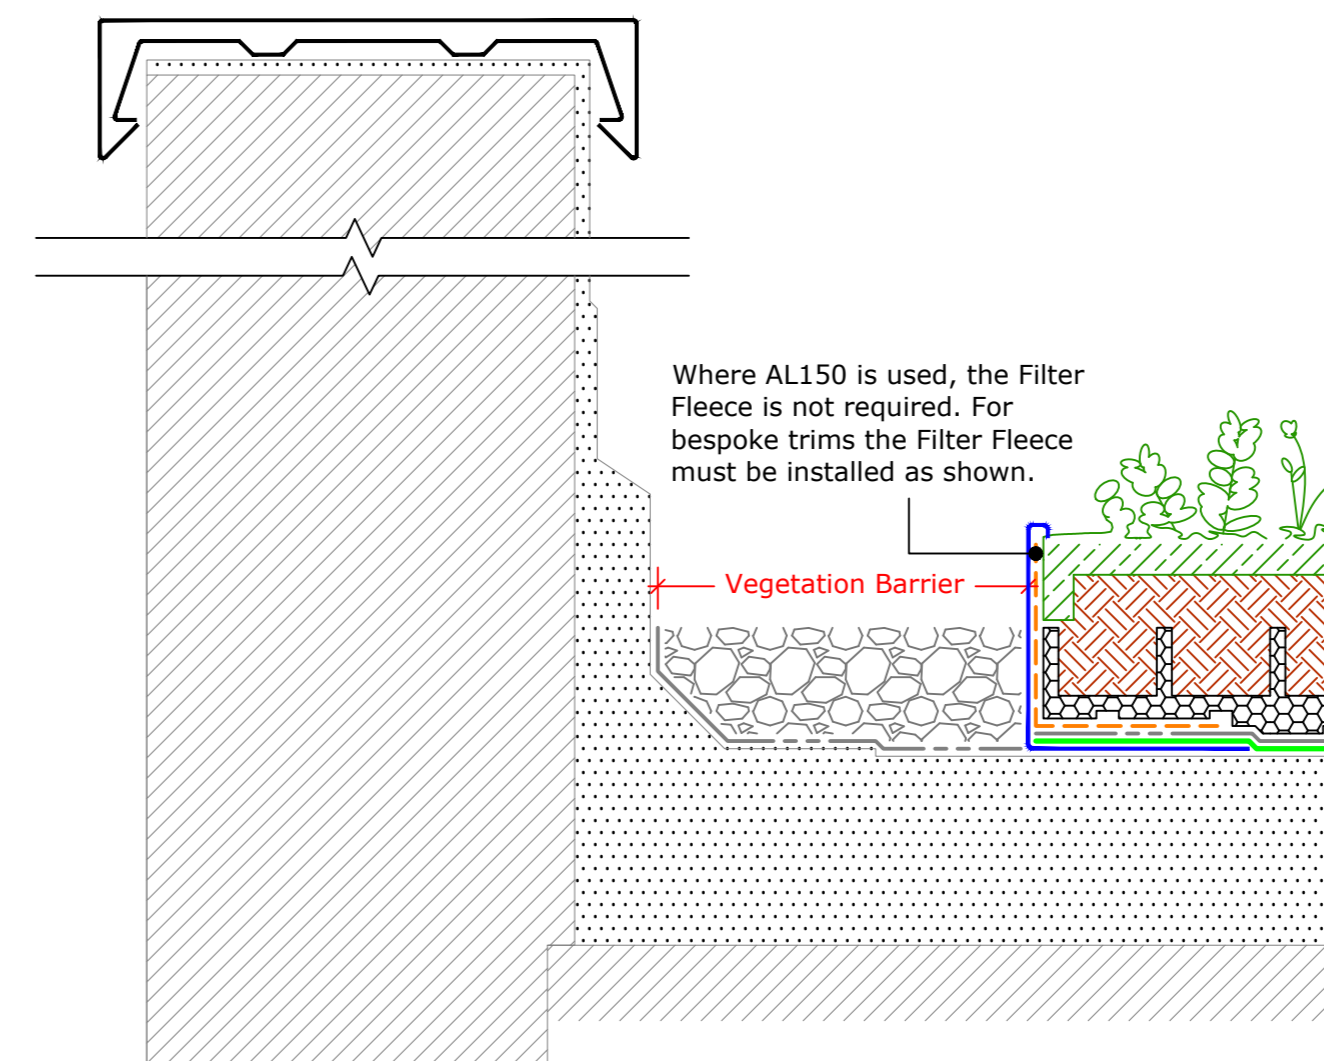 Where AL150 is used, the Filter
Fleece is not required. For
bespoke trims the Filter Fleece
must be installed as shown.
Vegetation Barrier